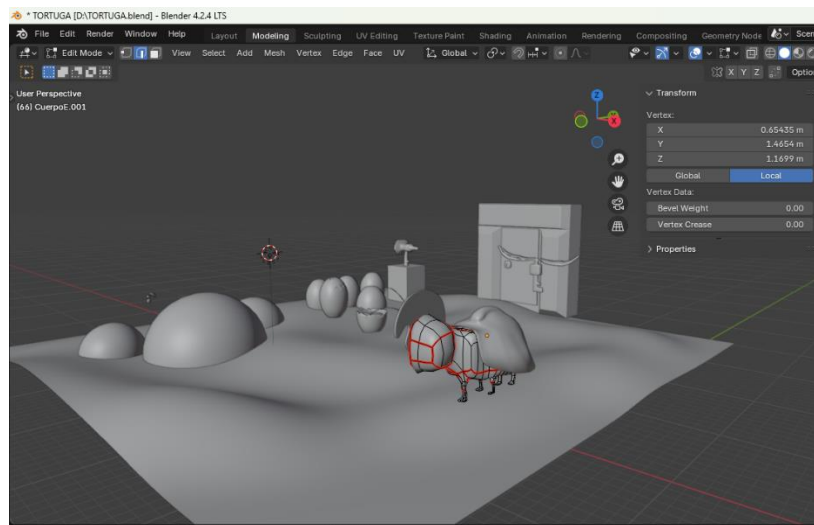 * TORTUGA [D:\TORTUGA.blend] - Blender 4.2.4 LTS
File Edit Render Window Help Layout Modeling Sculpting UV Editing Texture Paint Shading Animation Rendering Compositing Geometry Node Scen
Edit Mode View Select Add Mesh Vertex Edge Face UV Global
X Y Z Optio
User Perspective
(66) CuerpoE.001
Z
X
Transform
Vertex:
X 0.65435 m
Y 1.4654 m
Z 1.1699 m
Global Local
Vertex Data:
Bevel Weight 0.00
Vertex Crease 0.00
Properties